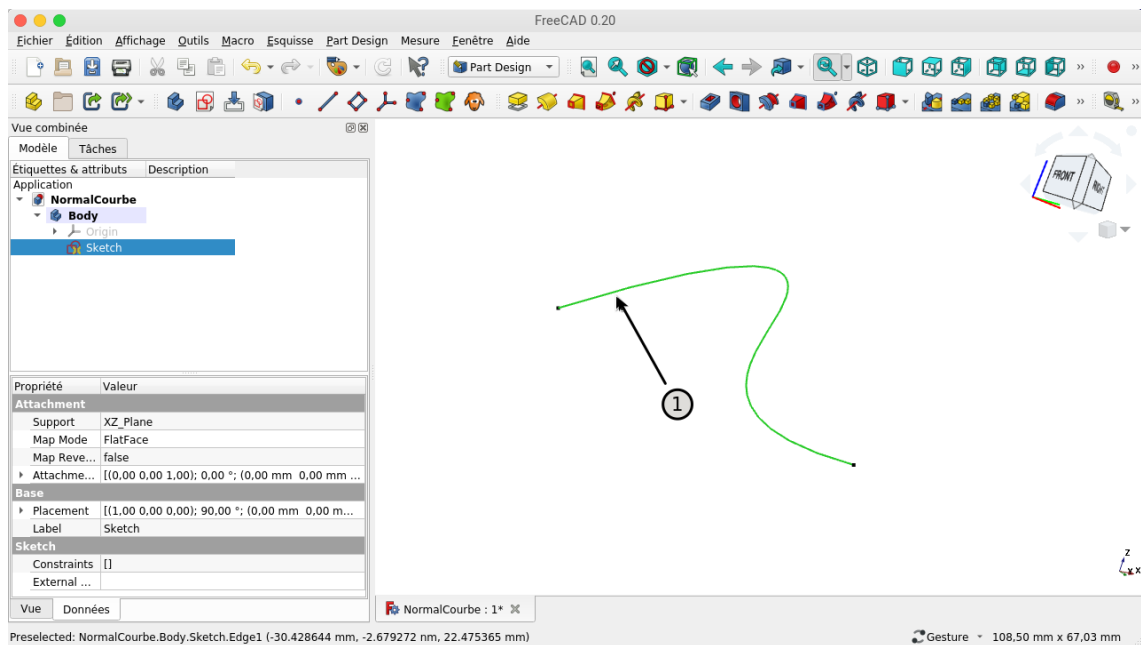 FreeCAD 0.20
Fichier Édition Affichage Outils Macro Esquisse Part Design Mesure Fenêtre Aide
Part Design
Vue combinée
Modèle Tâches
Étiquettes & attributs Description
Application
NormalCourbe
Body
Origin
Sketch
FRONT RIGHT
1
Propriété Valeur
Attachment
Support XZ_Plane
Map Mode FlatFace
Map Reve... false
Attachme... [(0,00 0,00 1,00); 0,00 °; (0,00 mm 0,00 mm ...
Base
Placement [(1,00 0,00 0,00); 90,00 °; (0,00 mm 0,00 m...
Label Sketch
Sketch
Constraints []
External ...
Z
Y X
Vue Données
NormalCourbe : 1*
Preselected: NormalCourbe.Body.Sketch.Edge1 (-30.428644 mm, -2.679272 nm, 22.475365 mm)
Gesture 108,50 mm x 67,03 mm